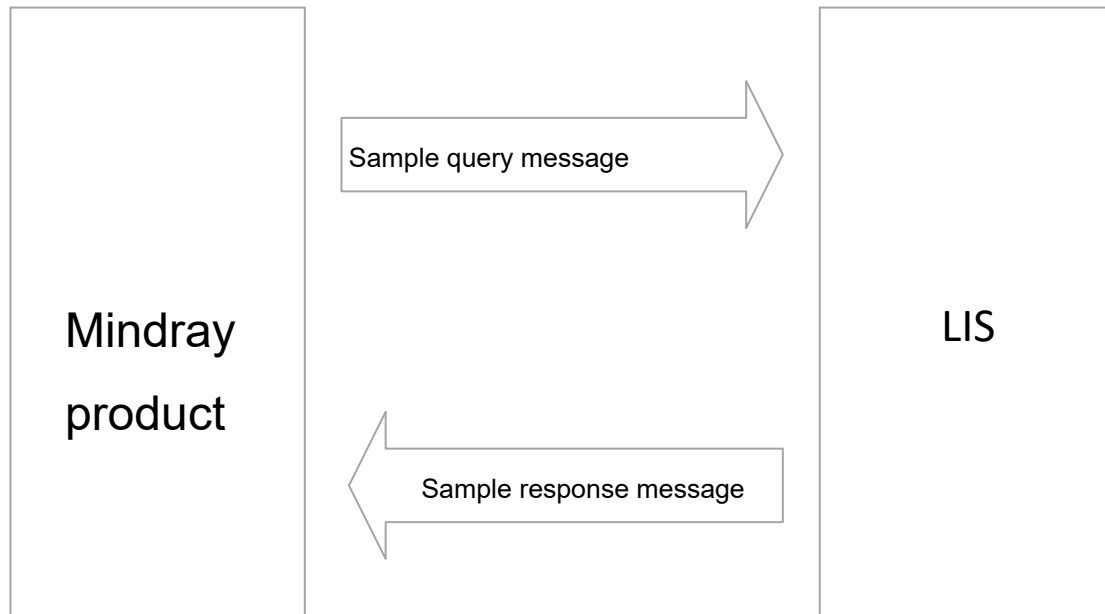 Sample query message
Mindray
product
LIS
Sample response message